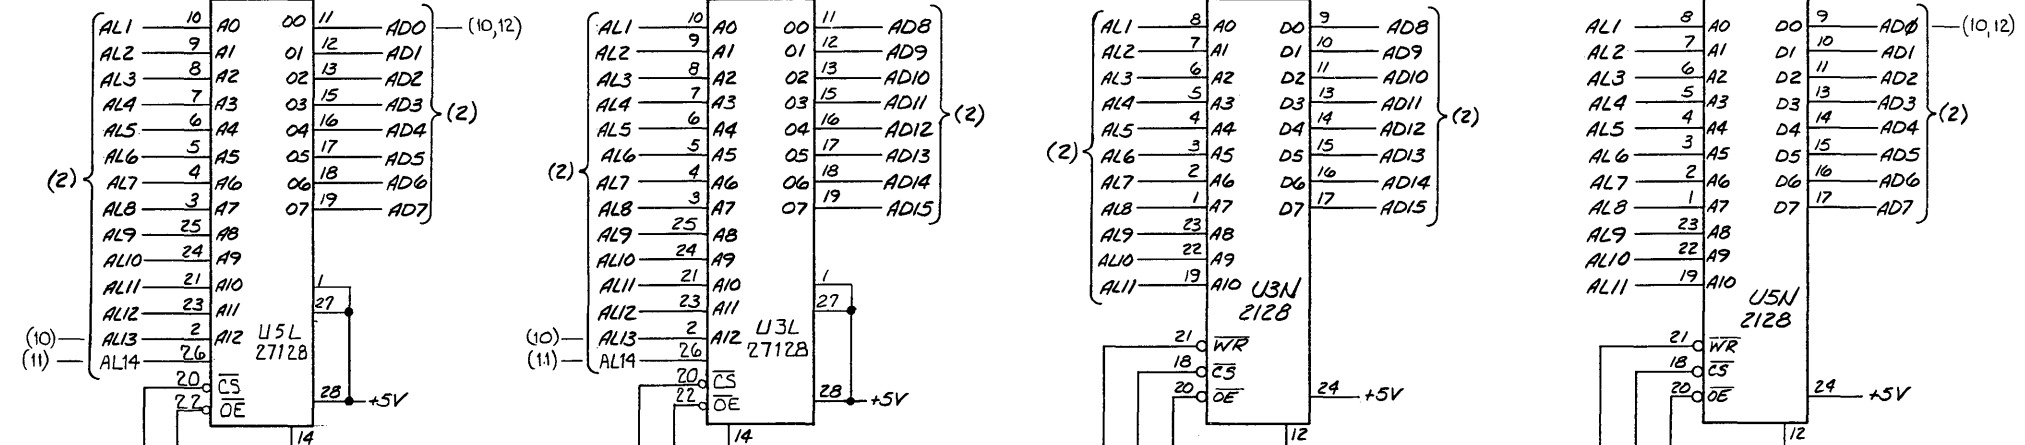 AL1 10 A0 O0 11 AD0 (10,12)
AL2 9 A1 O1 12 AD1
AL3 8 A2 O2 13 AD2
AL4 7 A3 O3 15 AD3
AL5 6 A4 O4 16 AD4
AL6 5 A5 O5 17 AD5
AL7 4 A6 O6 18 AD6
AL8 3 A7 O7 19 AD7
AL9 25 A8
AL10 24 A9
AL11 21 A10 1
AL12 23 A11 27
(10) AL13 2 A12
(11) AL14 26
(2) (2)
U5L
27128
20 CS
22 OE
28 +5V
14
AL1 10 A0 O0 11 AD8
AL2 9 A1 O1 12 AD9
AL3 8 A2 O2 13 AD10
AL4 7 A3 O3 15 AD11
AL5 6 A4 O4 16 AD12
AL6 5 A5 O5 17 AD13
AL7 4 A6 O6 18 AD14
AL8 3 A7 O7 19 AD15
AL9 25 A8
AL10 24 A9
AL11 21 A10 1
AL12 23 A11 27
(10) AL13 2 A12
(11) AL14 26
(2) (2)
U3L
27128
20 CS
22 OE
28 +5V
14
AL1 8 A0 D0 9 AD8
AL2 7 A1 D1 10 AD9
AL3 6 A2 D2 11 AD10
AL4 5 A3 D3 13 AD11
AL5 4 A4 D4 14 AD12
AL6 3 A5 D5 15 AD13
AL7 2 A6 D6 16 AD14
AL8 1 A7 D7 17 AD15
AL9 23 A8
AL10 22 A9
AL11 19 A10
(2) (2)
U3N
2128
21 WR
18 CS
20 OE
24 +5V
12
AL1 8 A0 D0 9 ADØ (10,12)
AL2 7 A1 D1 10 AD1
AL3 6 A2 D2 11 AD2
AL4 5 A3 D3 13 AD3
AL5 4 A4 D4 14 AD4
AL6 3 A5 D5 15 AD5
AL7 2 A6 D6 16 AD6
AL8 1 A7 D7 17 AD7
AL9 23 A8
AL10 22 A9
AL11 19 A10
(2)
U5N
2128
21 WR
18 CS
20 OE
24 +5V
12